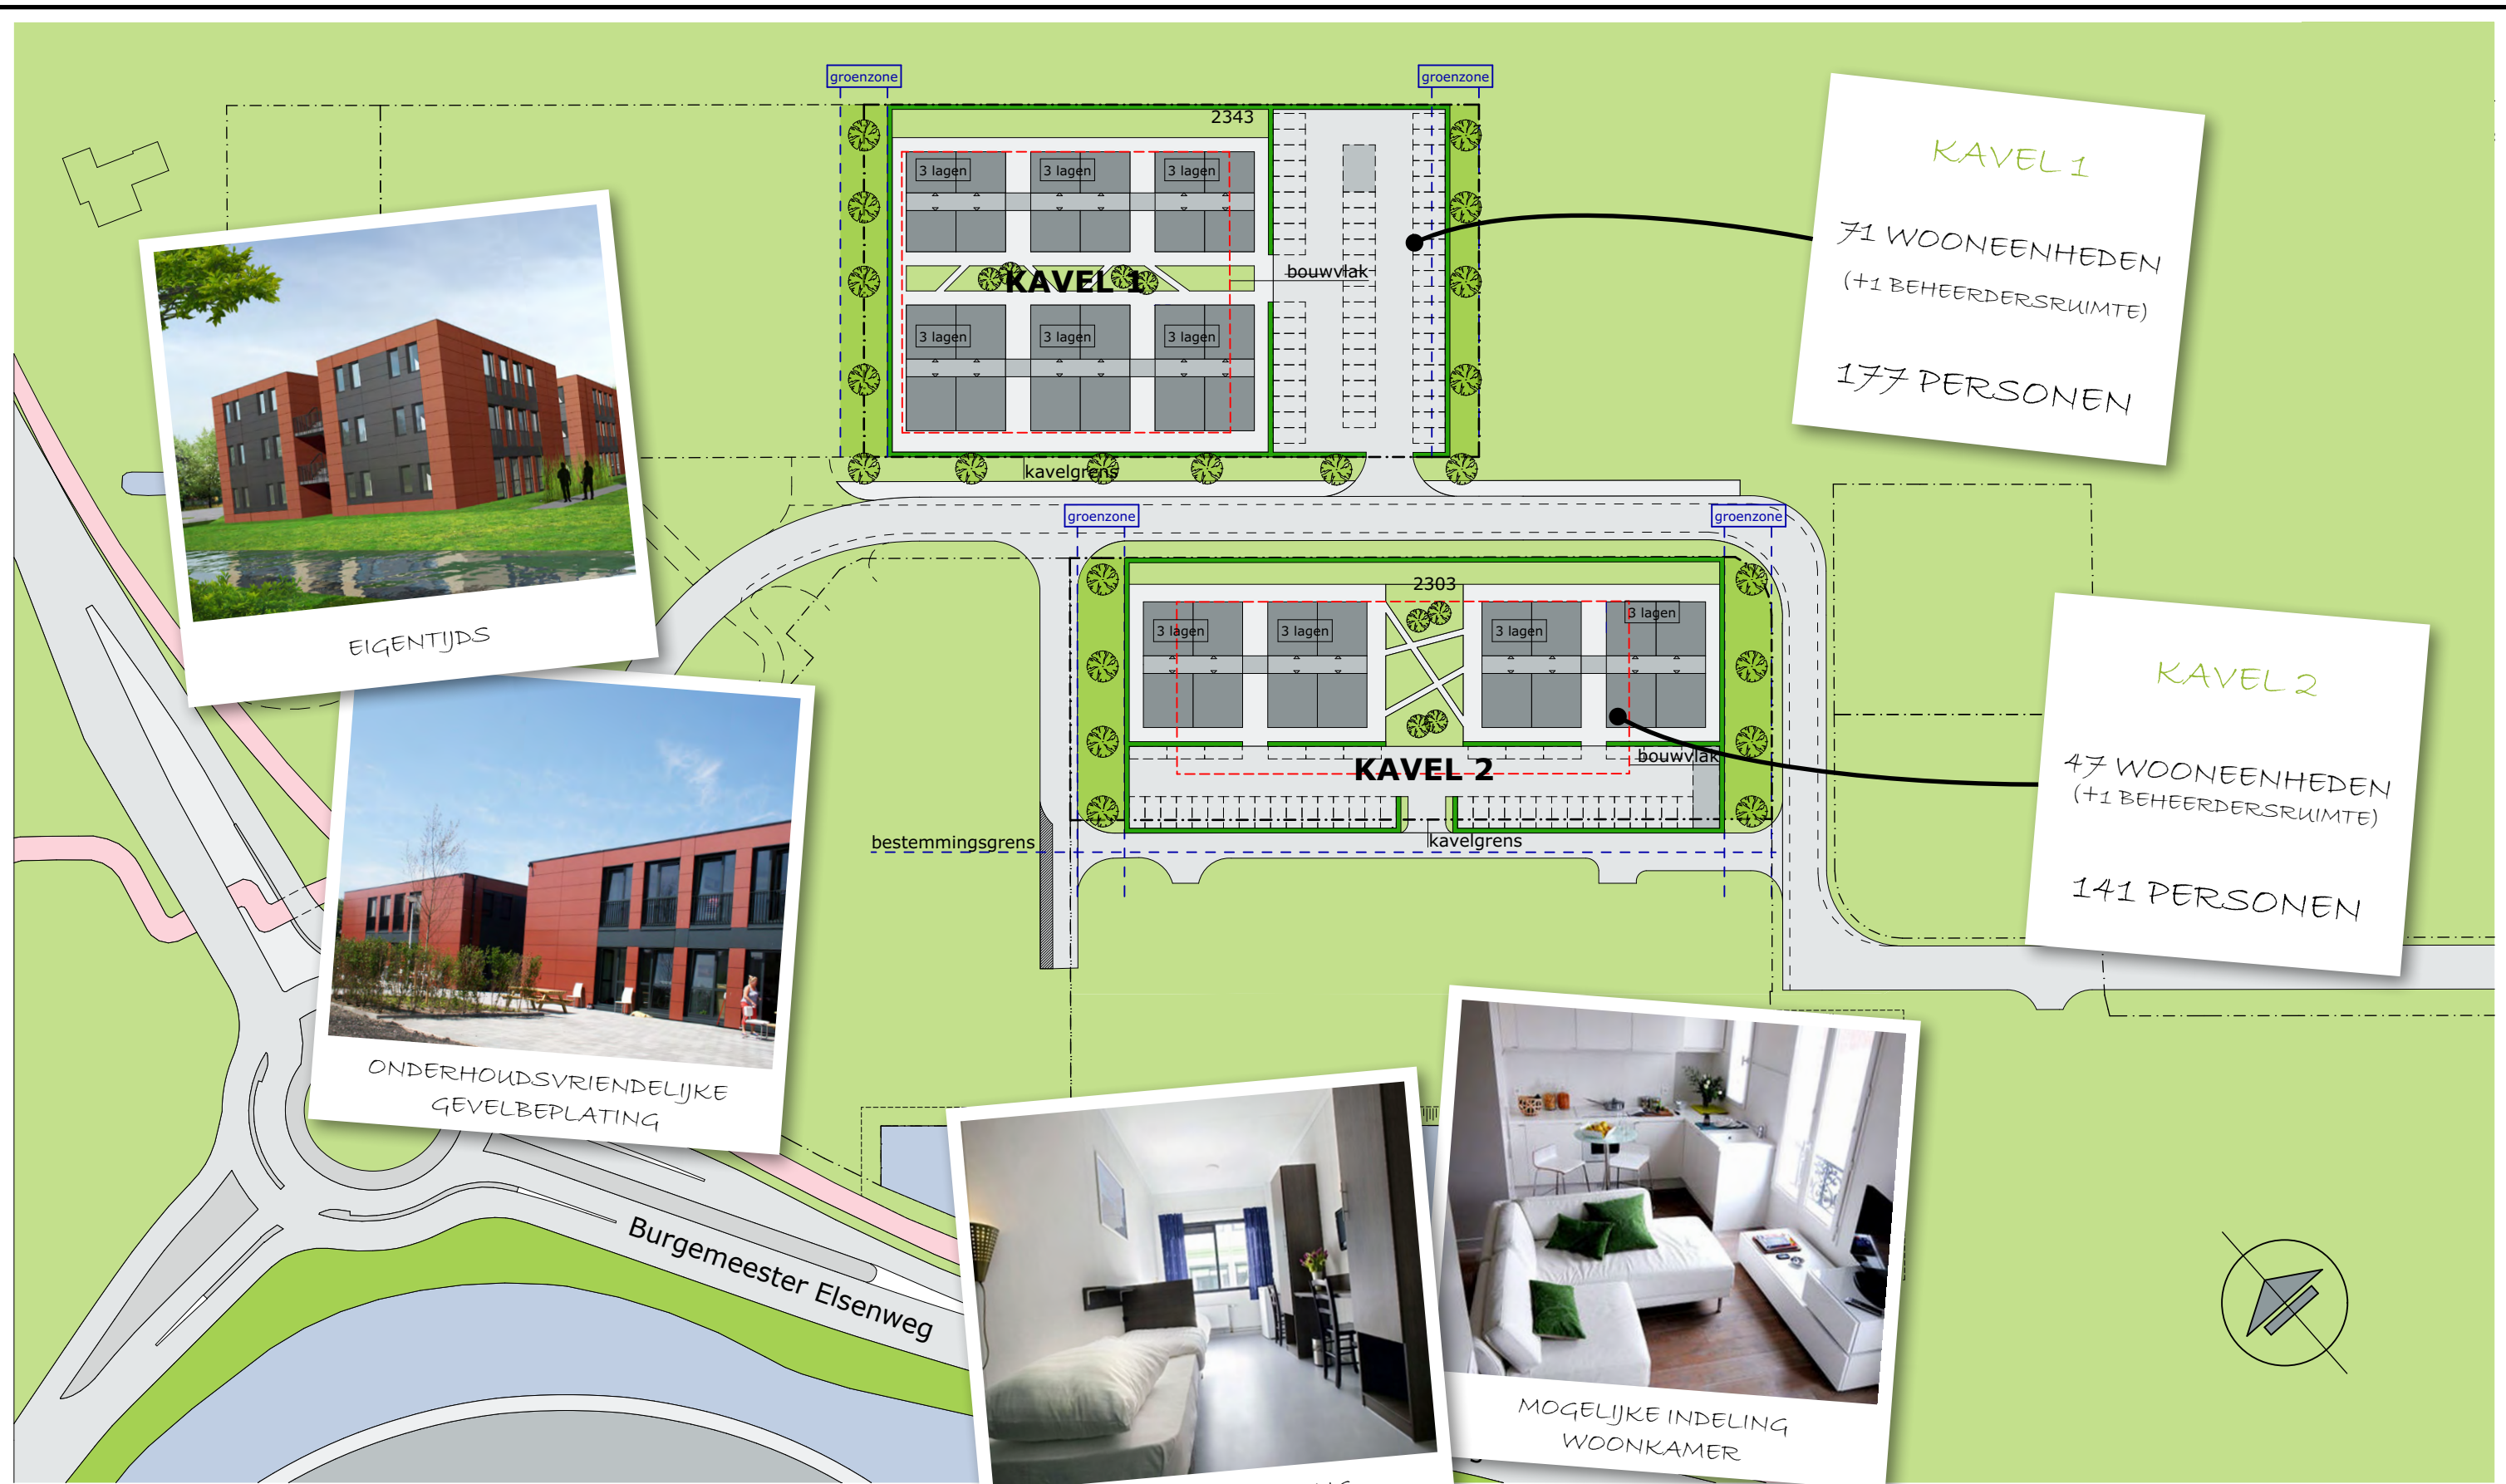 groenzone
groenzone
2343
3 lagen
3 lagen
3 lagen
KAVEL 1
bouwvlak
3 lagen
3 lagen
3 lagen
kavelgrens
KAVEL 1
71 WOONEENHEDEN
(+1 BEHEERDERSRUIMTE)
177 PERSONEN
groenzone
groenzone
2303
3 lagen
3 lagen
3 lagen
3 lagen
bouwvlak
KAVEL 2
bestemmingsgrens
kavelgrens
KAVEL 2
47 WOONEENHEDEN
(+1 BEHEERDERSRUIMTE)
141 PERSONEN
EIGENTIJDS
ONDERHOUDSVRIENDELIJKE
GEVELBEPLATING
Burgemeester Elsenweg
MOGELIJKE INDELING
WOONKAMER